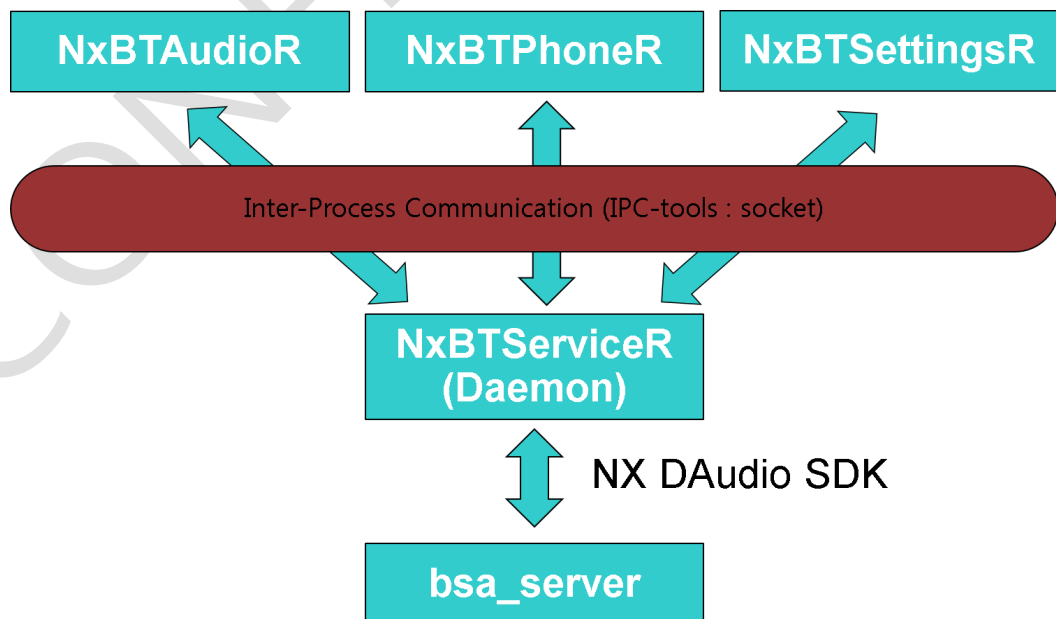 NxBTAudioR
NxBTPhoneR
NxBTSettingsR
Inter-Process Communication (IPC-tools : socket)
NxBTServiceR
(Daemon)
NX DAudio SDK
bsa_server